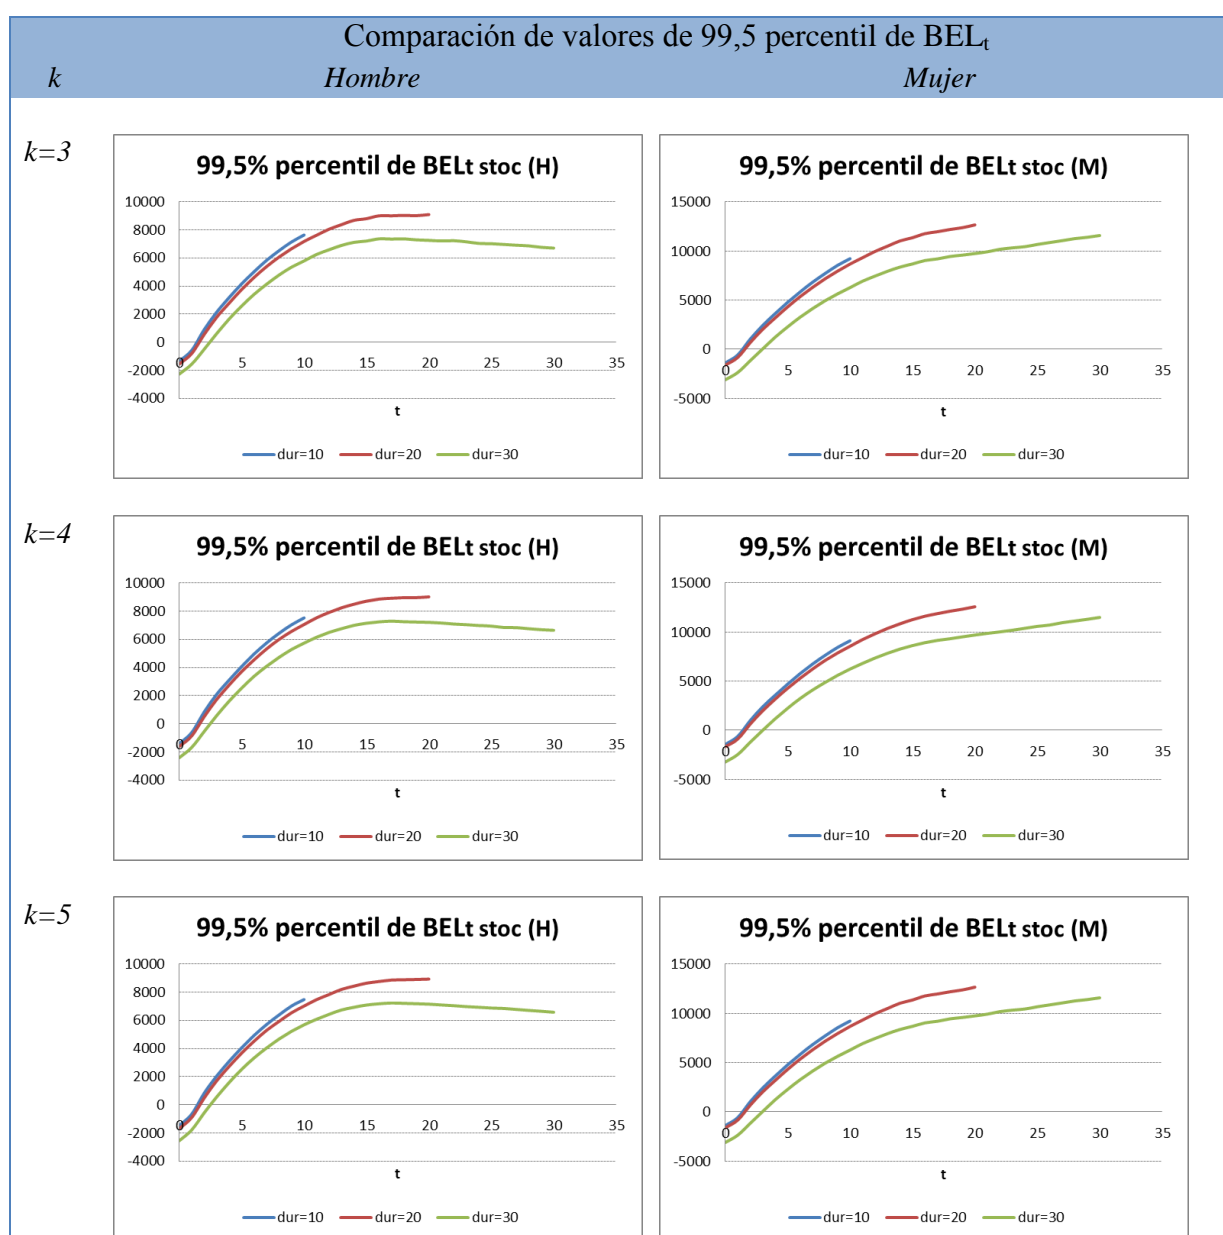 Comparación de valores de 99,5 percentil de BELt
k Hombre Mujer
k=3
99,5% percentil de BELt stoc (H)
10000
8000
6000
4000
2000
0
-2000
-4000
0 5 10 15 20 25 30 35
t
dur=10 dur=20 dur=30
99,5% percentil de BELt stoc (M)
15000
10000
5000
0
-5000
0 5 10 15 20 25 30 35
t
dur=10 dur=20 dur=30
k=4
99,5% percentil de BELt stoc (H)
10000
8000
6000
4000
2000
0
-2000
-4000
0 5 10 15 20 25 30 35
t
dur=10 dur=20 dur=30
99,5% percentil de BELt stoc (M)
15000
10000
5000
0
-5000
0 5 10 15 20 25 30 35
t
dur=10 dur=20 dur=30
k=5
99,5% percentil de BELt stoc (H)
10000
8000
6000
4000
2000
0
-2000
-4000
0 5 10 15 20 25 30 35
t
dur=10 dur=20 dur=30
99,5% percentil de BELt stoc (M)
15000
10000
5000
0
-5000
0 5 10 15 20 25 30 35
t
dur=10 dur=20 dur=30